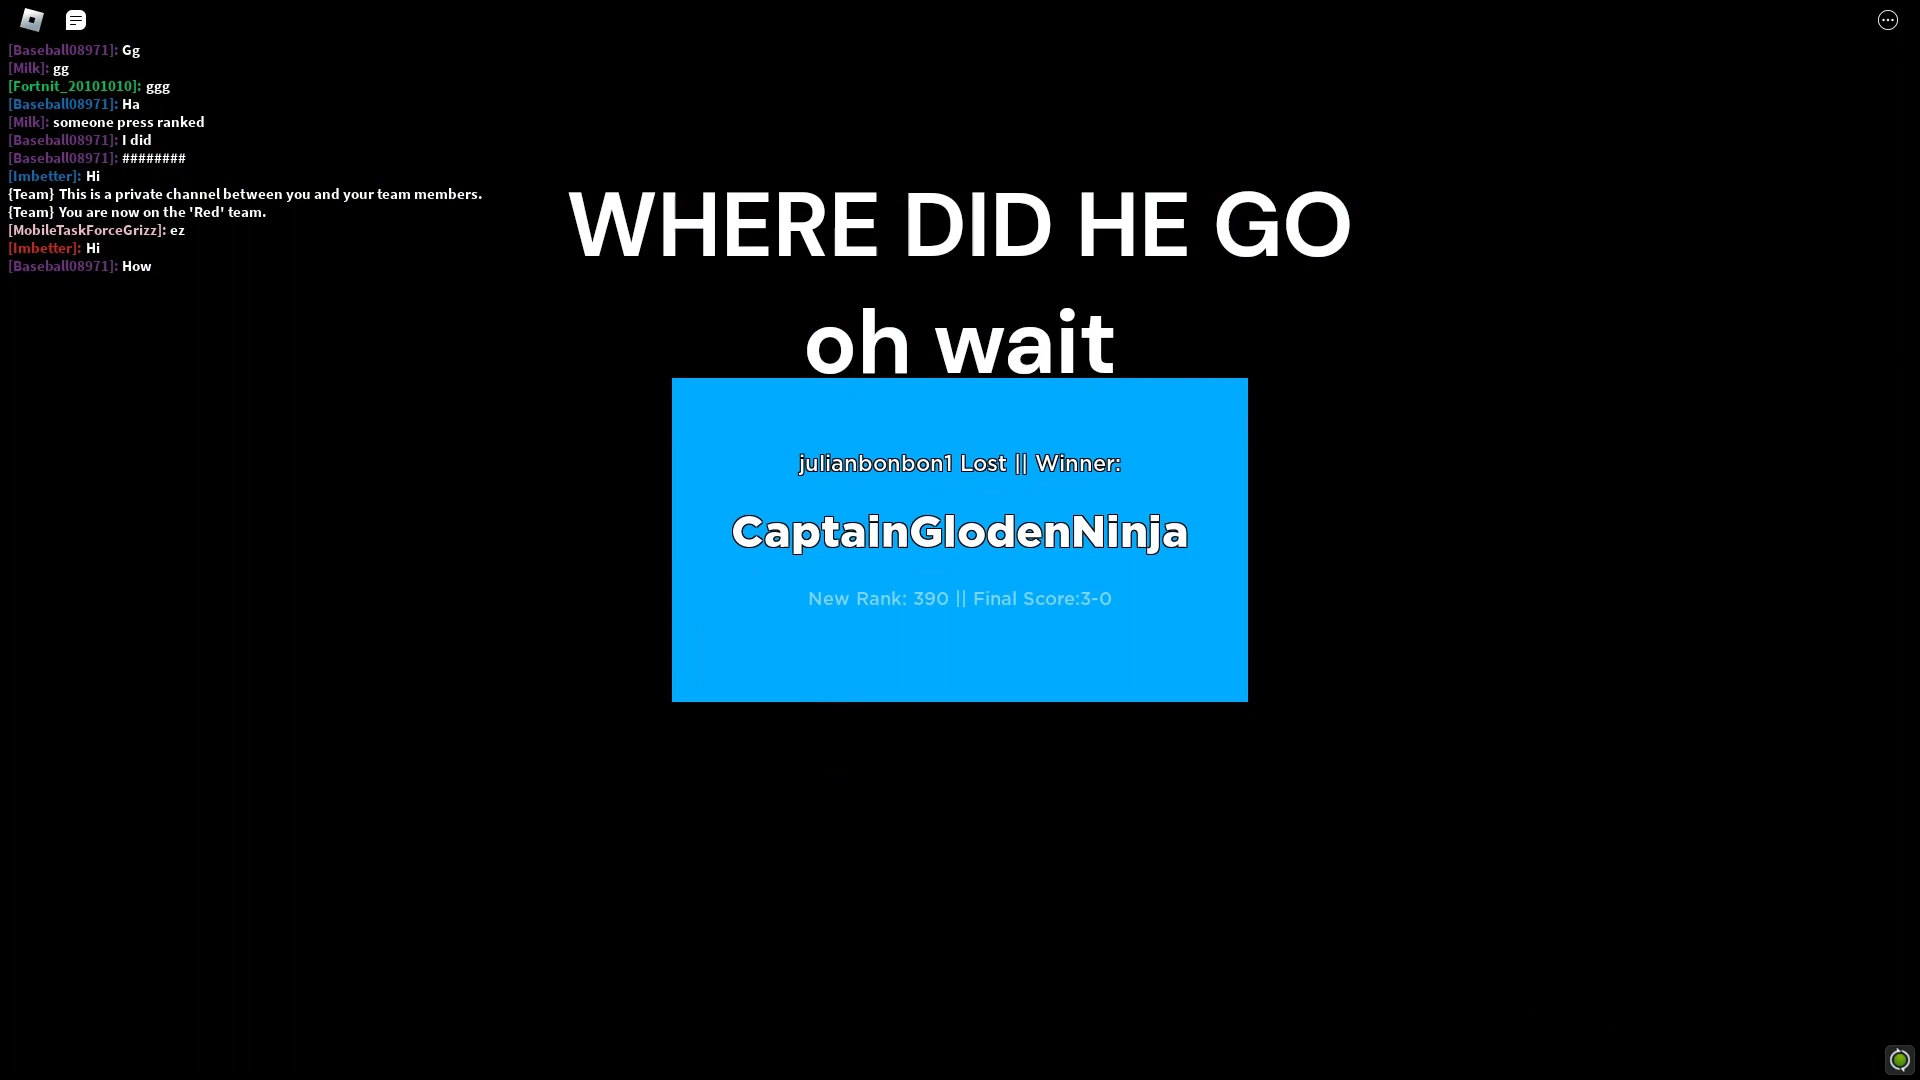 [Baseball08971]: Gg
[Milk]: gg
[Fortnit_20101010]: ggg
[Baseball08971]: Ha
[Milk]: someone press ranked
[Baseball08971]: I did
[Baseball08971]: ########
[Imbetter]: Hi
{Team} This is a private channel between you and your team members.
{Team} You are now on the 'Red' team.
[MobileTaskForceGrizz]: ez
[Imbetter]: Hi
[Baseball08971]: How
WHERE DID HE GO
oh wait
julianbonbon1 Lost || Winner:
CaptainGlodenNinja
New Rank: 390 || Final Score:3-0